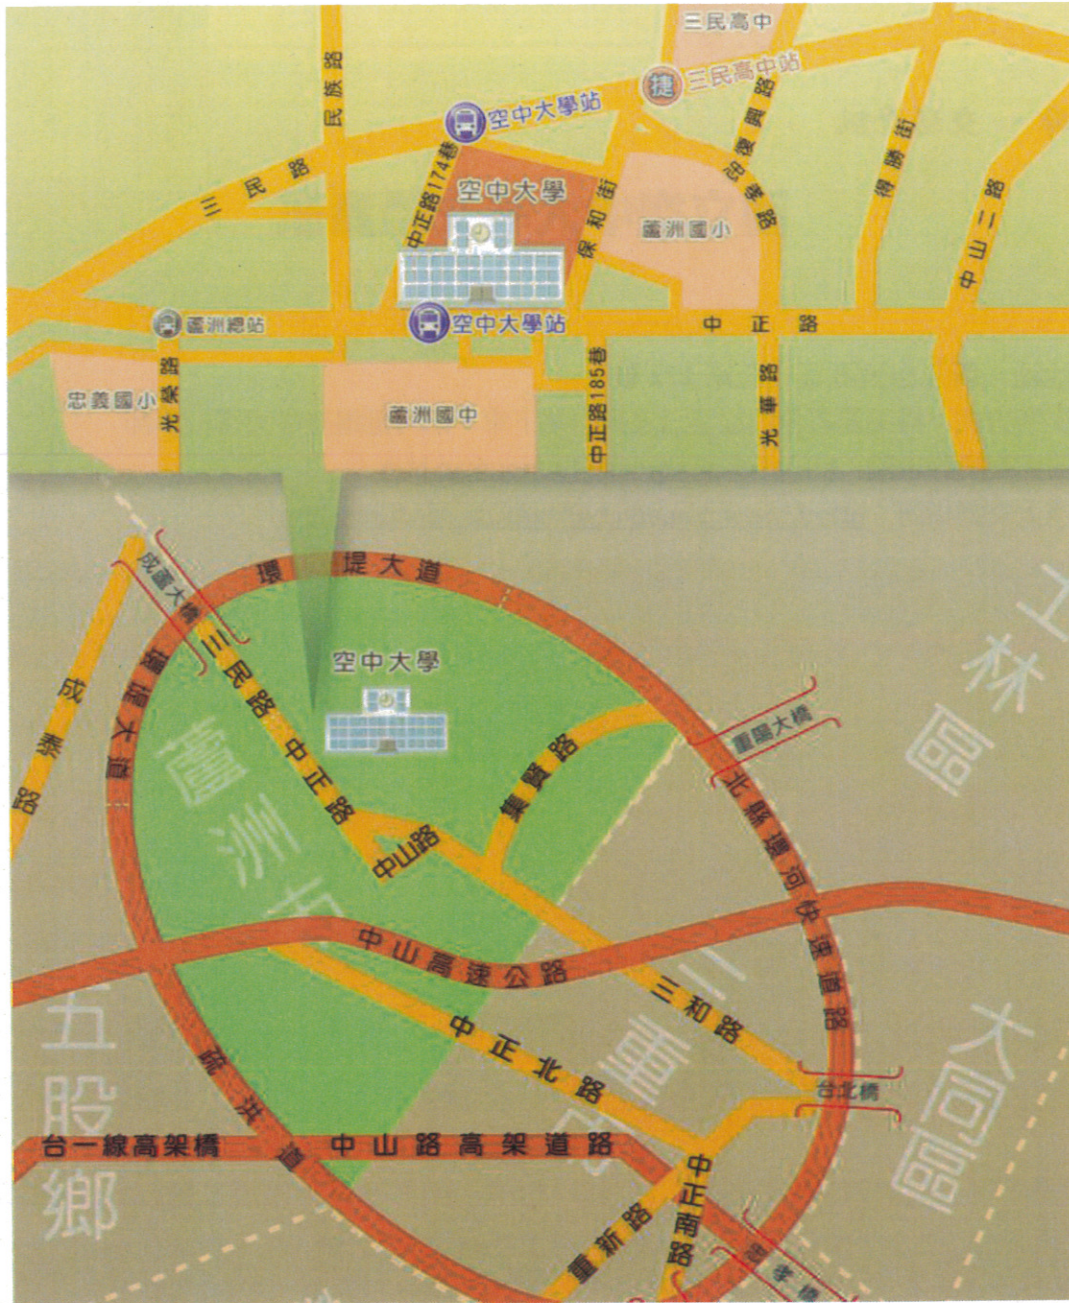 三民高中
三民高中站
捷
空中大學站
民族路
三民路
中正路174巷
空中大學
保和街
蘆洲國小
忠孝路
復興路
得勝街
中山二路
蘆洲總站
空中大學站
中正路
忠義國小
光榮路
蘆洲國中
中正路185巷
光華路
環堤大道
成蘆大橋
環堤大道
成泰路
三民路
中正路
空中大學
蘆洲市
集賢路
中山路
重陽大橋
士林區
北縣環河快速道路
中山高速公路
三和路
中正北路
三重市
大同區
台北橋
五股鄉
疏洪道
台一線高架橋
中山路高架道路
中正南路
重新路
忠孝橋